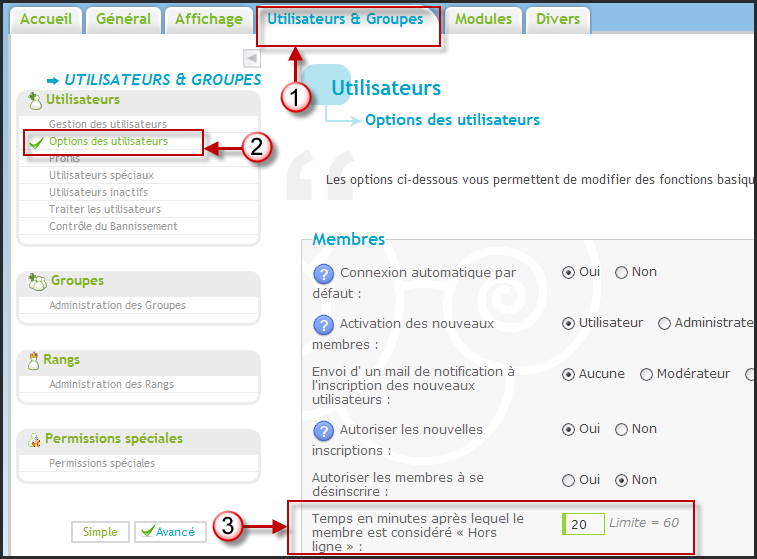 Accueil Général Affichage Utilisateurs & Groupes Modules Divers
1
UTILISATEURS & GROUPES
Utilisateurs
Gestion des utilisateurs
Options des utilisateurs
2
Profils
Utilisateurs spéciaux
Utilisateurs inactifs
Traiter les utilisateurs
Contrôle du Bannissement
Groupes
Administration des Groupes
Rangs
Administration des Rangs
Permissions spéciales
Permissions spéciales
Simple Avancé
3
Utilisateurs
Options des utilisateurs
“
Les options ci-dessous vous permettent de modifier des fonctions basiqu
Membres
? Connexion automatique par
défaut :
Oui Non
? Activation des nouveaux
membres :
Utilisateur Administrate
Envoi d' un mail de notification à
l'inscription des nouveaux
utilisateurs :
Aucune Modérateur
? Autoriser les nouvelles
inscriptions :
Oui Non
Autoriser les membres à se
désinscrire :
Oui Non
Temps en minutes après lequel le
membre est considéré « Hors
ligne » :
20 Limite = 60